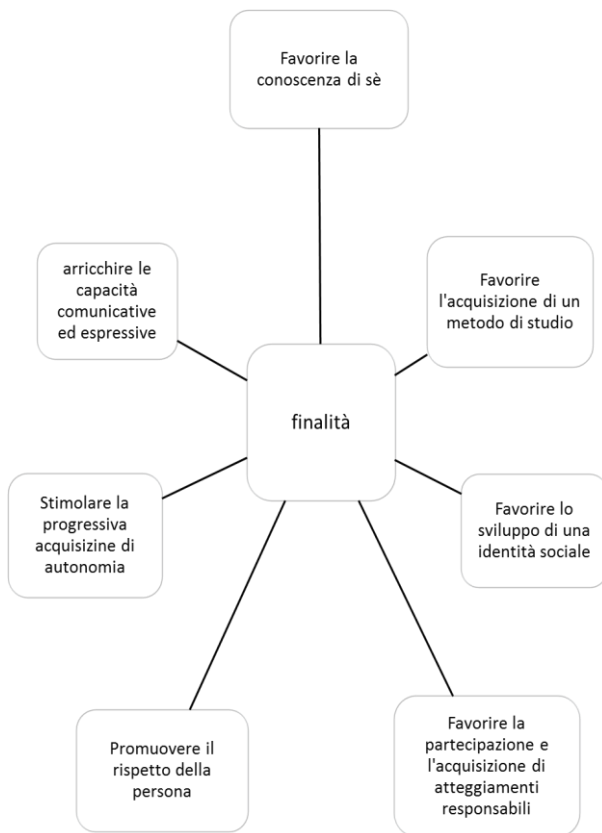 Favorire la
conoscenza di sè
arricchire le
capacità
comunicative
ed espressive
Favorire
l'acquisizione di un
metodo di studio
finalità
Stimolare la
progressiva
acquisizine di
autonomia
Favorire lo
sviluppo di una
identità sociale
Promuovere il
rispetto della
persona
Favorire la
partecipazione e
l'acquisizione di
atteggiamenti
responsabili